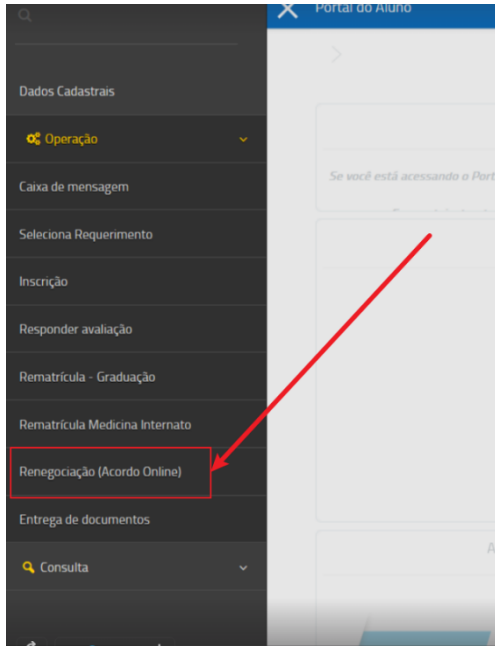 Portal do Aluno
Dados Cadastrais
Operação
Caixa de mensagem
Seleciona Requerimento
Inscrição
Responder avaliação
Rematrícula - Graduação
Rematrícula Medicina Internato
Renegociação (Acordo Online)
Entrega de documentos
Consulta
Se você está acessando o Port
A